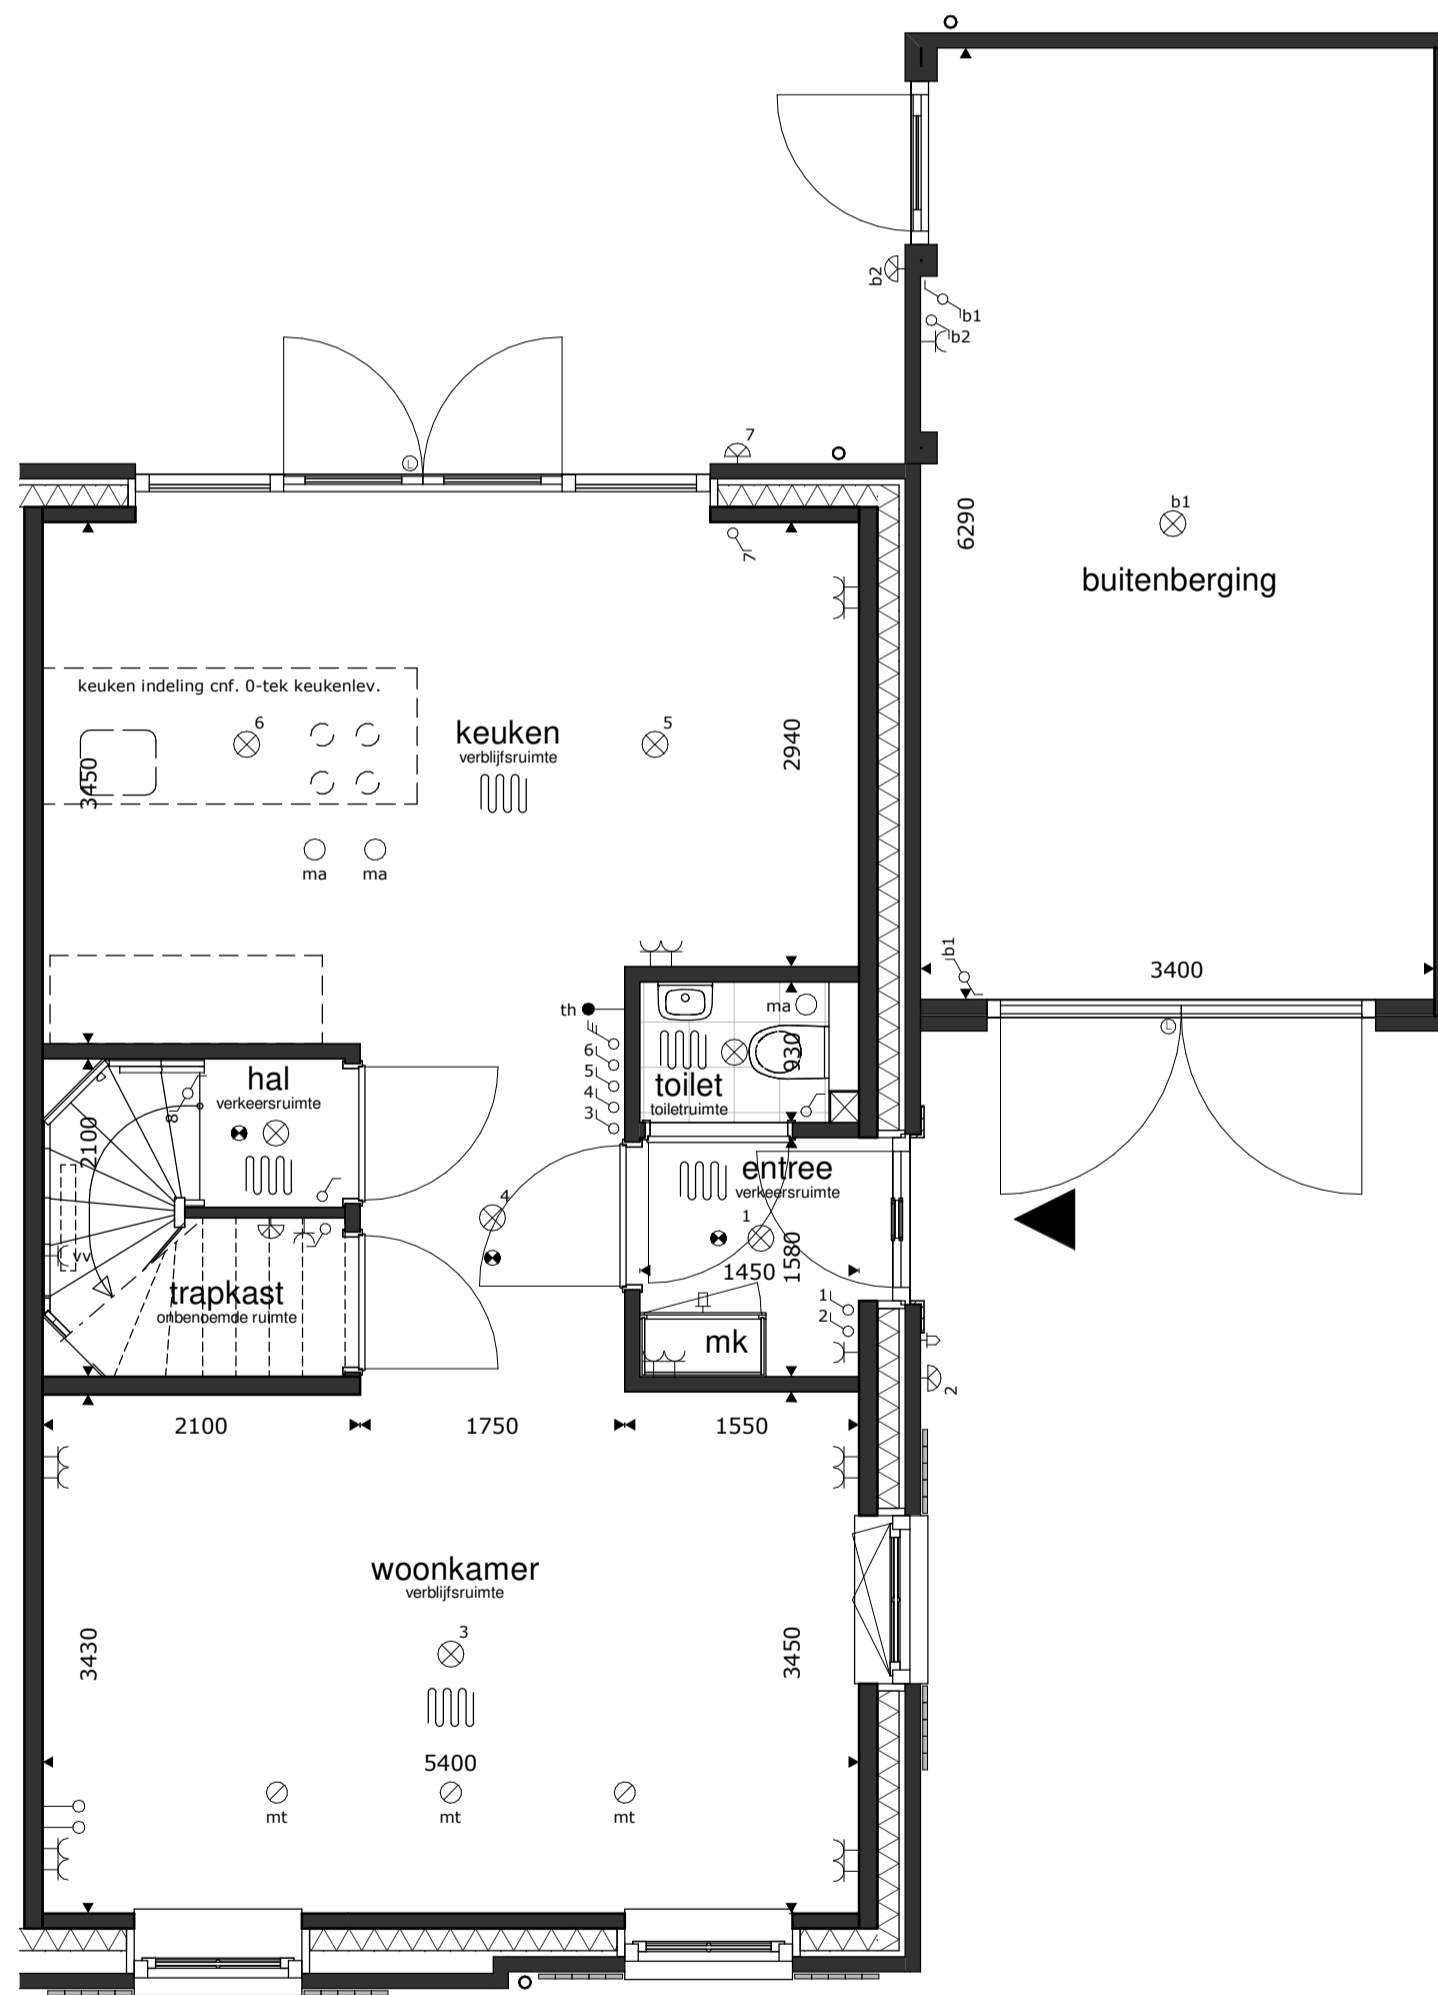 b2
b1
b2
7
7
b1
6290
buitenberging
keuken indeling cnf. 0-tek keukenlev.
6
5
keuken
verblijfsruimte
2940
3450
ma
ma
b1
3400
th
ma
6
5
4
3
930
toilet
toiletruimte
hal
verkeersruimte
8
2100
entree
verkeersruimte
4
1
1580
1450
vv
trapkast
onbenoemde ruimte
1
2
mk
2
2100
1750
1550
woonkamer
verblijfsruimte
3
3430
3450
5400
mt
mt
mt
L
L